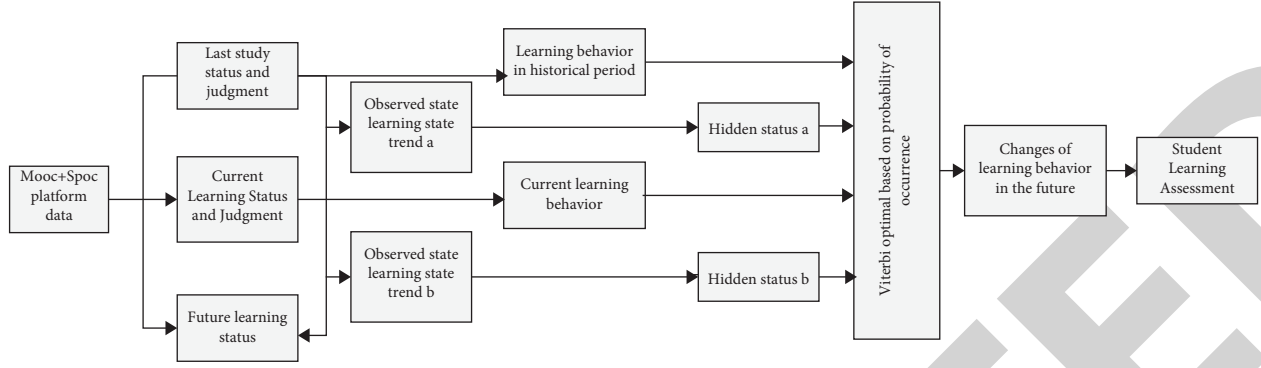 Mooc+Spoc
platform
data
Last study
status and
judgment
Current
Learning Status
and Judgment
Future learning
status
Observed state
learning state
trend a
Observed state
learning state
trend b
Learning behavior
in historical period
Current learning
behavior
Hidden status a
Hidden status b
Viterbi optimal based on probability of
occurrence
Changes of
learning behavior
in the future
Student
Learning
Assessment